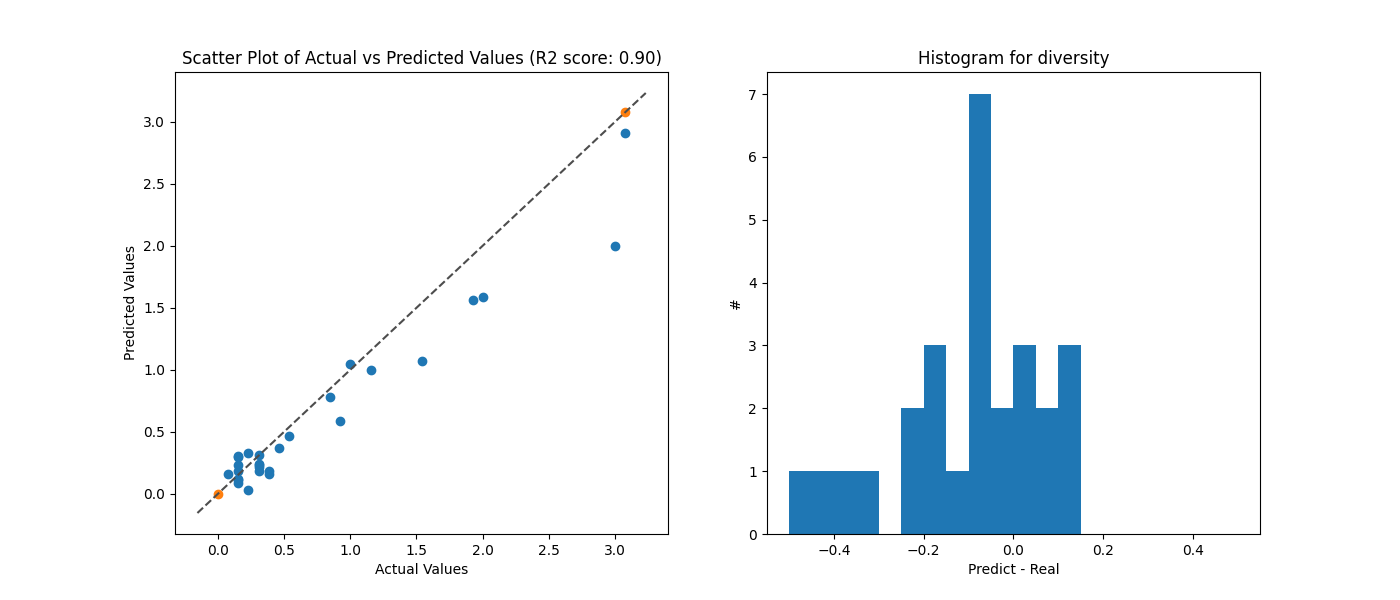 Scatter Plot of Actual vs Predicted Values (R2 score: 0.90)
3.0
2.5
2.0
1.5
1.0
0.5
0.0
Predicted Values
0.0 0.5 1.0 1.5 2.0 2.5 3.0
Actual Values
Histogram for diversity
7
6
5
4
3
2
1
0
#
−0.4 −0.2 0.0 0.2 0.4
Predict - Real